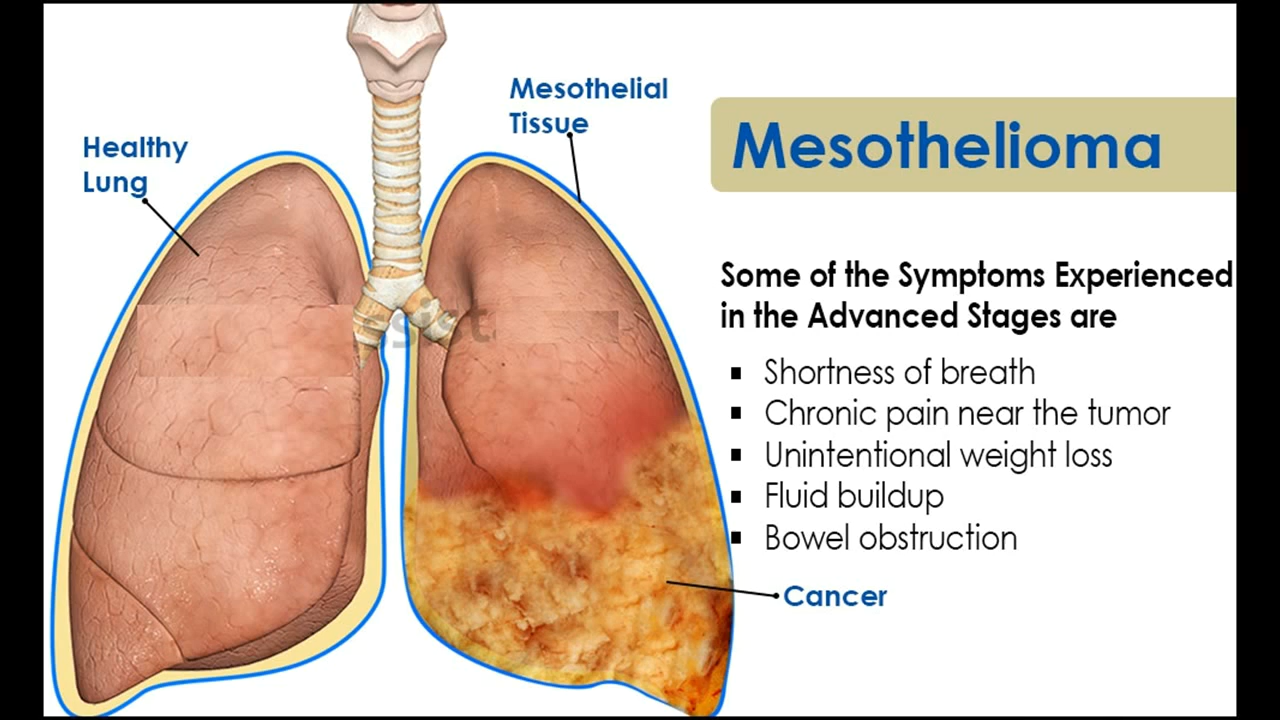 Mesothelial
Tissue
Healthy
Lung
Mesothelioma
Some of the Symptoms Experienced
in the Advanced Stages are
▪ Shortness of breath
▪ Chronic pain near the tumor
▪ Unintentional weight loss
▪ Fluid buildup
▪ Bowel obstruction
Cancer